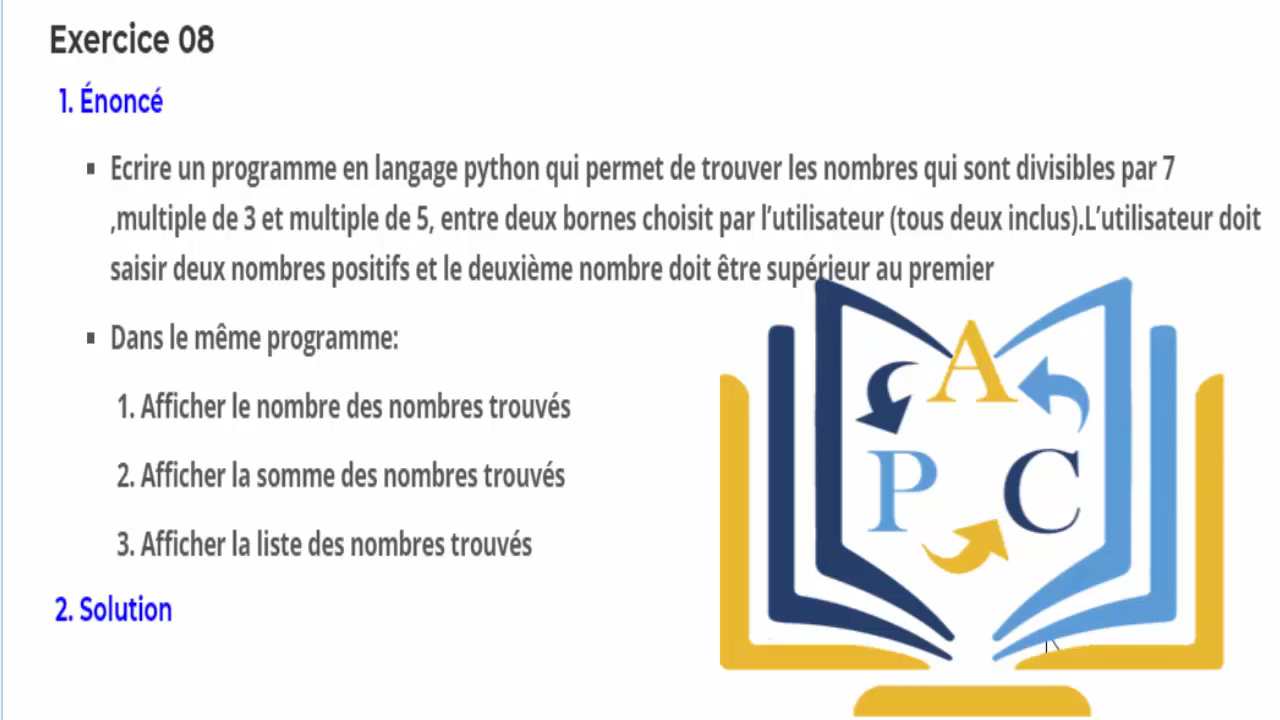 Exercice 08
1. Énoncé
▪ Ecrire un programme en langage python qui permet de trouver les nombres qui sont divisibles par 7
,multiple de 3 et multiple de 5, entre deux bornes choisit par l’utilisateur (tous deux inclus).L’utilisateur doit
saisir deux nombres positifs et le deuxième nombre doit être supérieur au premier
▪ Dans le même programme:
1. Afficher le nombre des nombres trouvés
2. Afficher la somme des nombres trouvés
3. Afficher la liste des nombres trouvés
2. Solution
A
P C